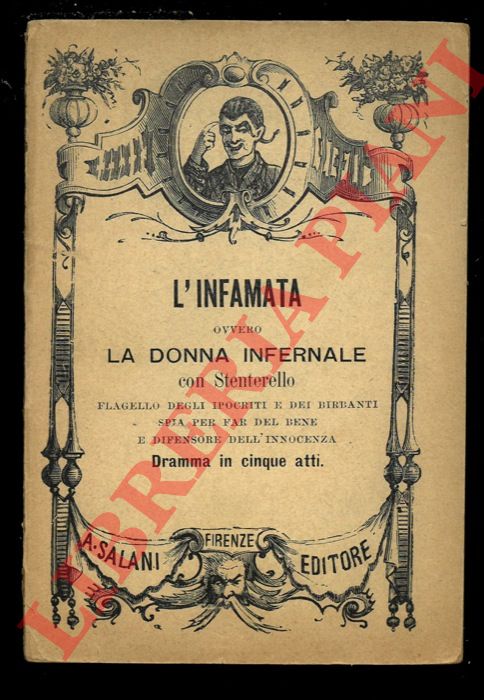 L'INFAMATA
OVVERO
LA DONNA INFERNALE
con Stenterello
FLAGELLO DEGLI IPOCRITI E DEI BIRBANTI
SPIA PER FAR DEL BENE
E DIFENSORE DELL'INNOCENZA
Dramma in cinque atti.
A. SALANI
FIRENZE
EDITORE
LIBRERIA PIANI